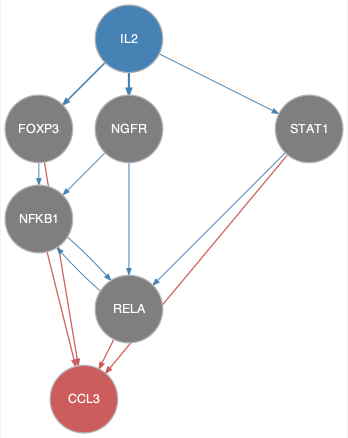 IL2
FOXP3
NGFR
STAT1
NFKB1
RELA
CCL3